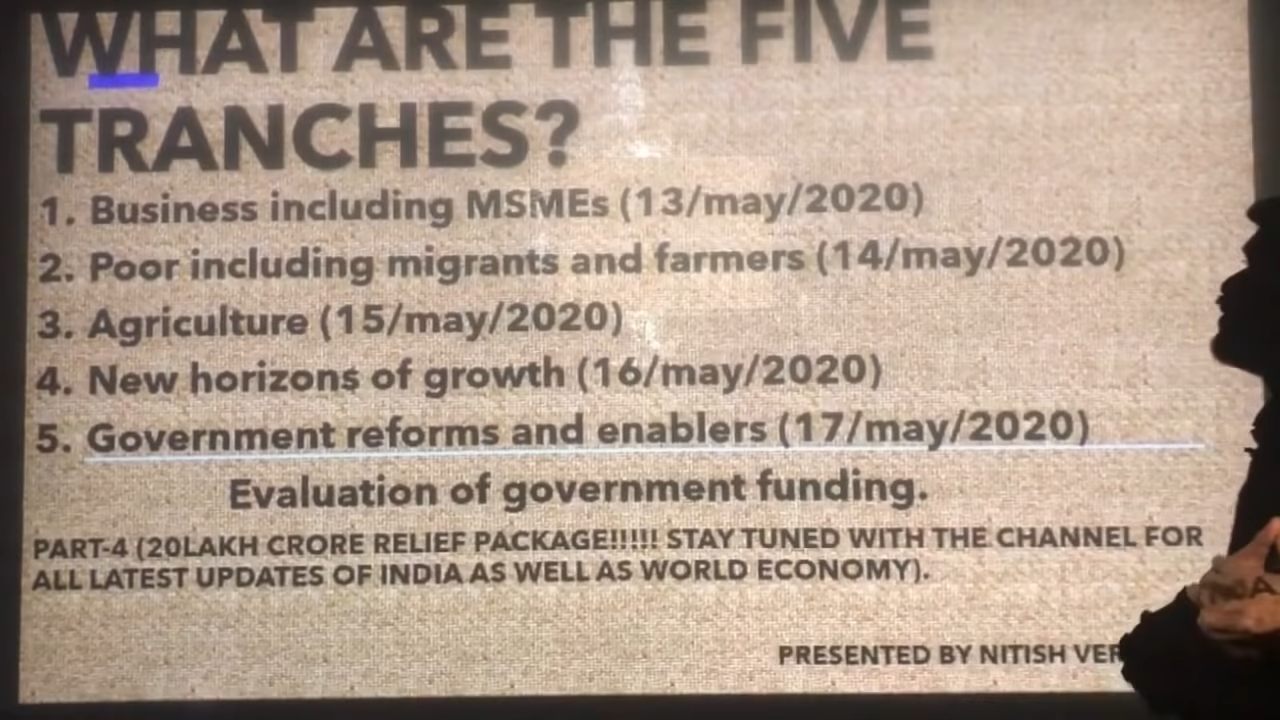 WHAT ARE THE FIVE
TRANCHES?
1. Business including MSMEs (13/may/2020)
2. Poor including migrants and farmers (14/may/2020)
3. Agriculture (15/may/2020)
4. New horizons of growth (16/may/2020)
5. Government reforms and enablers (17/may/2020)
Evaluation of government funding.
PART-4 (20LAKH CRORE RELIEF PACKAGE!!!!! STAY TUNED WITH THE CHANNEL FOR
ALL LATEST UPDATES OF INDIA AS WELL AS WORLD ECONOMY).
PRESENTED BY NITISH